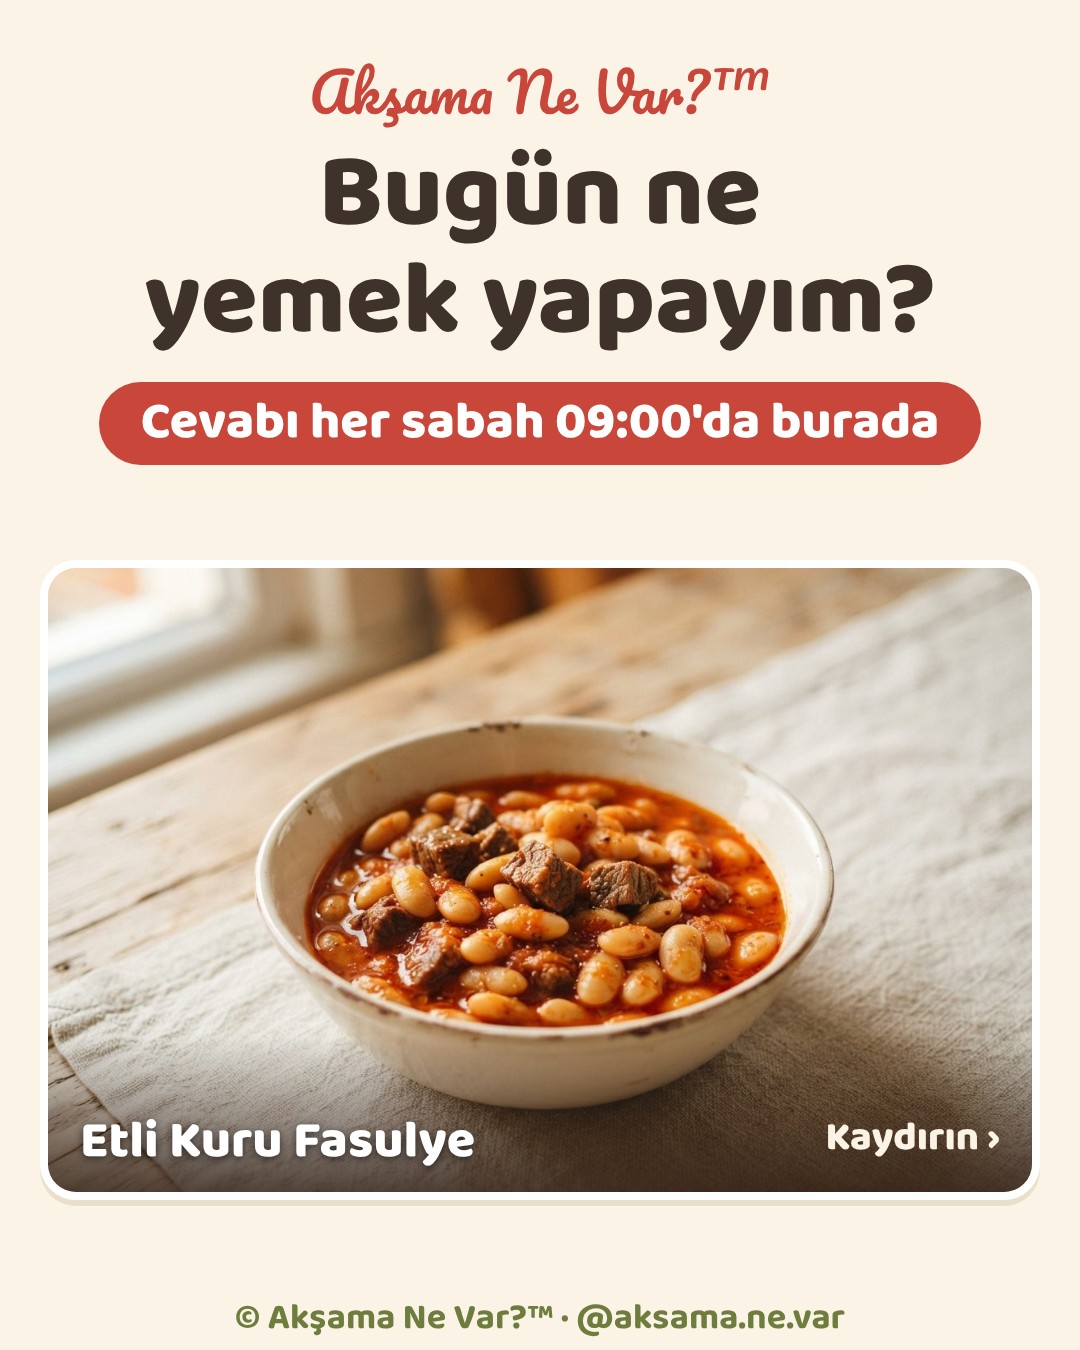 Akşama Ne Var?™
Bugün ne
yemek yapayım?
Cevabı her sabah 09:00'da burada
Etli Kuru Fasulye
Kaydırın ›
© Akşama Ne Var?™ · @aksama.ne.var